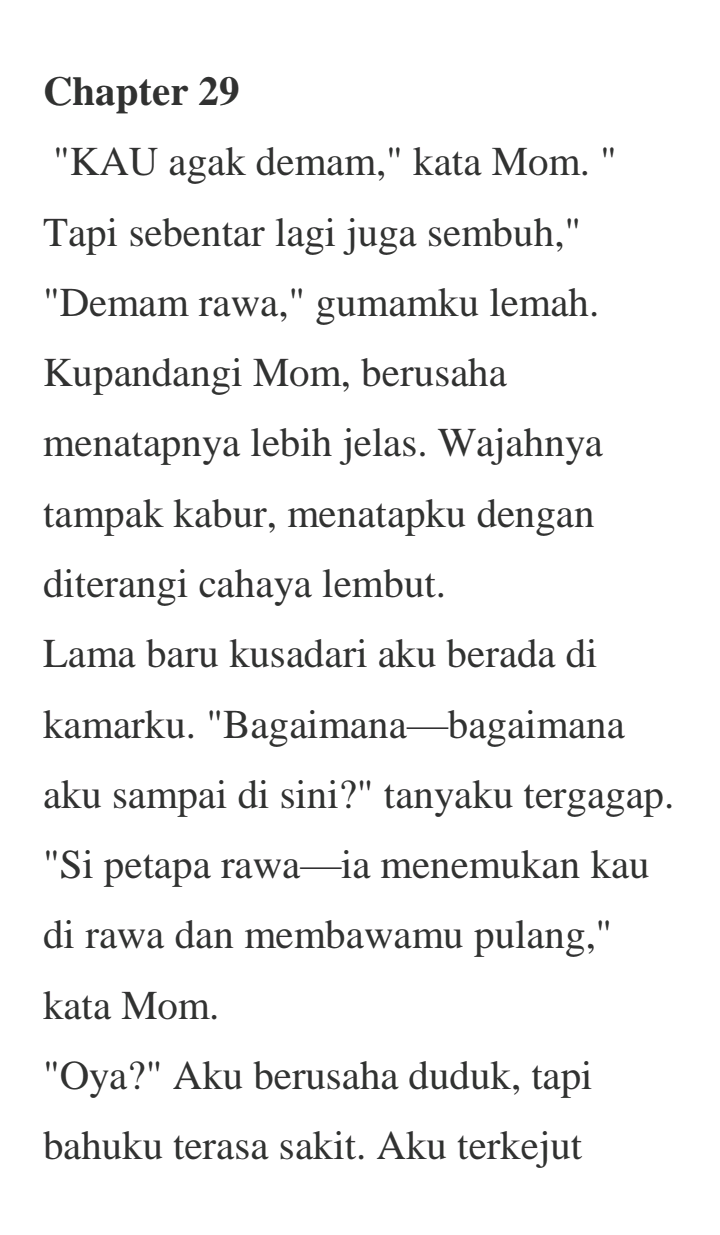 Chapter 29
"KAU agak demam," kata Mom. "
Tapi sebentar lagi juga sembuh,"
"Demam rawa," gumamku lemah.
Kupandangi Mom, berusaha
menatapnya lebih jelas. Wajahnya
tampak kabur, menatapku dengan
diterangi cahaya lembut.
Lama baru kusadari aku berada di
kamarku. "Bagaimana—bagaimana
aku sampai di sini?" tanyaku tergagap.
"Si petapa rawa—ia menemukan kau
di rawa dan membawamu pulang,"
kata Mom.
"Oya?" Aku berusaha duduk, tapi
bahuku terasa sakit. Aku terkejut